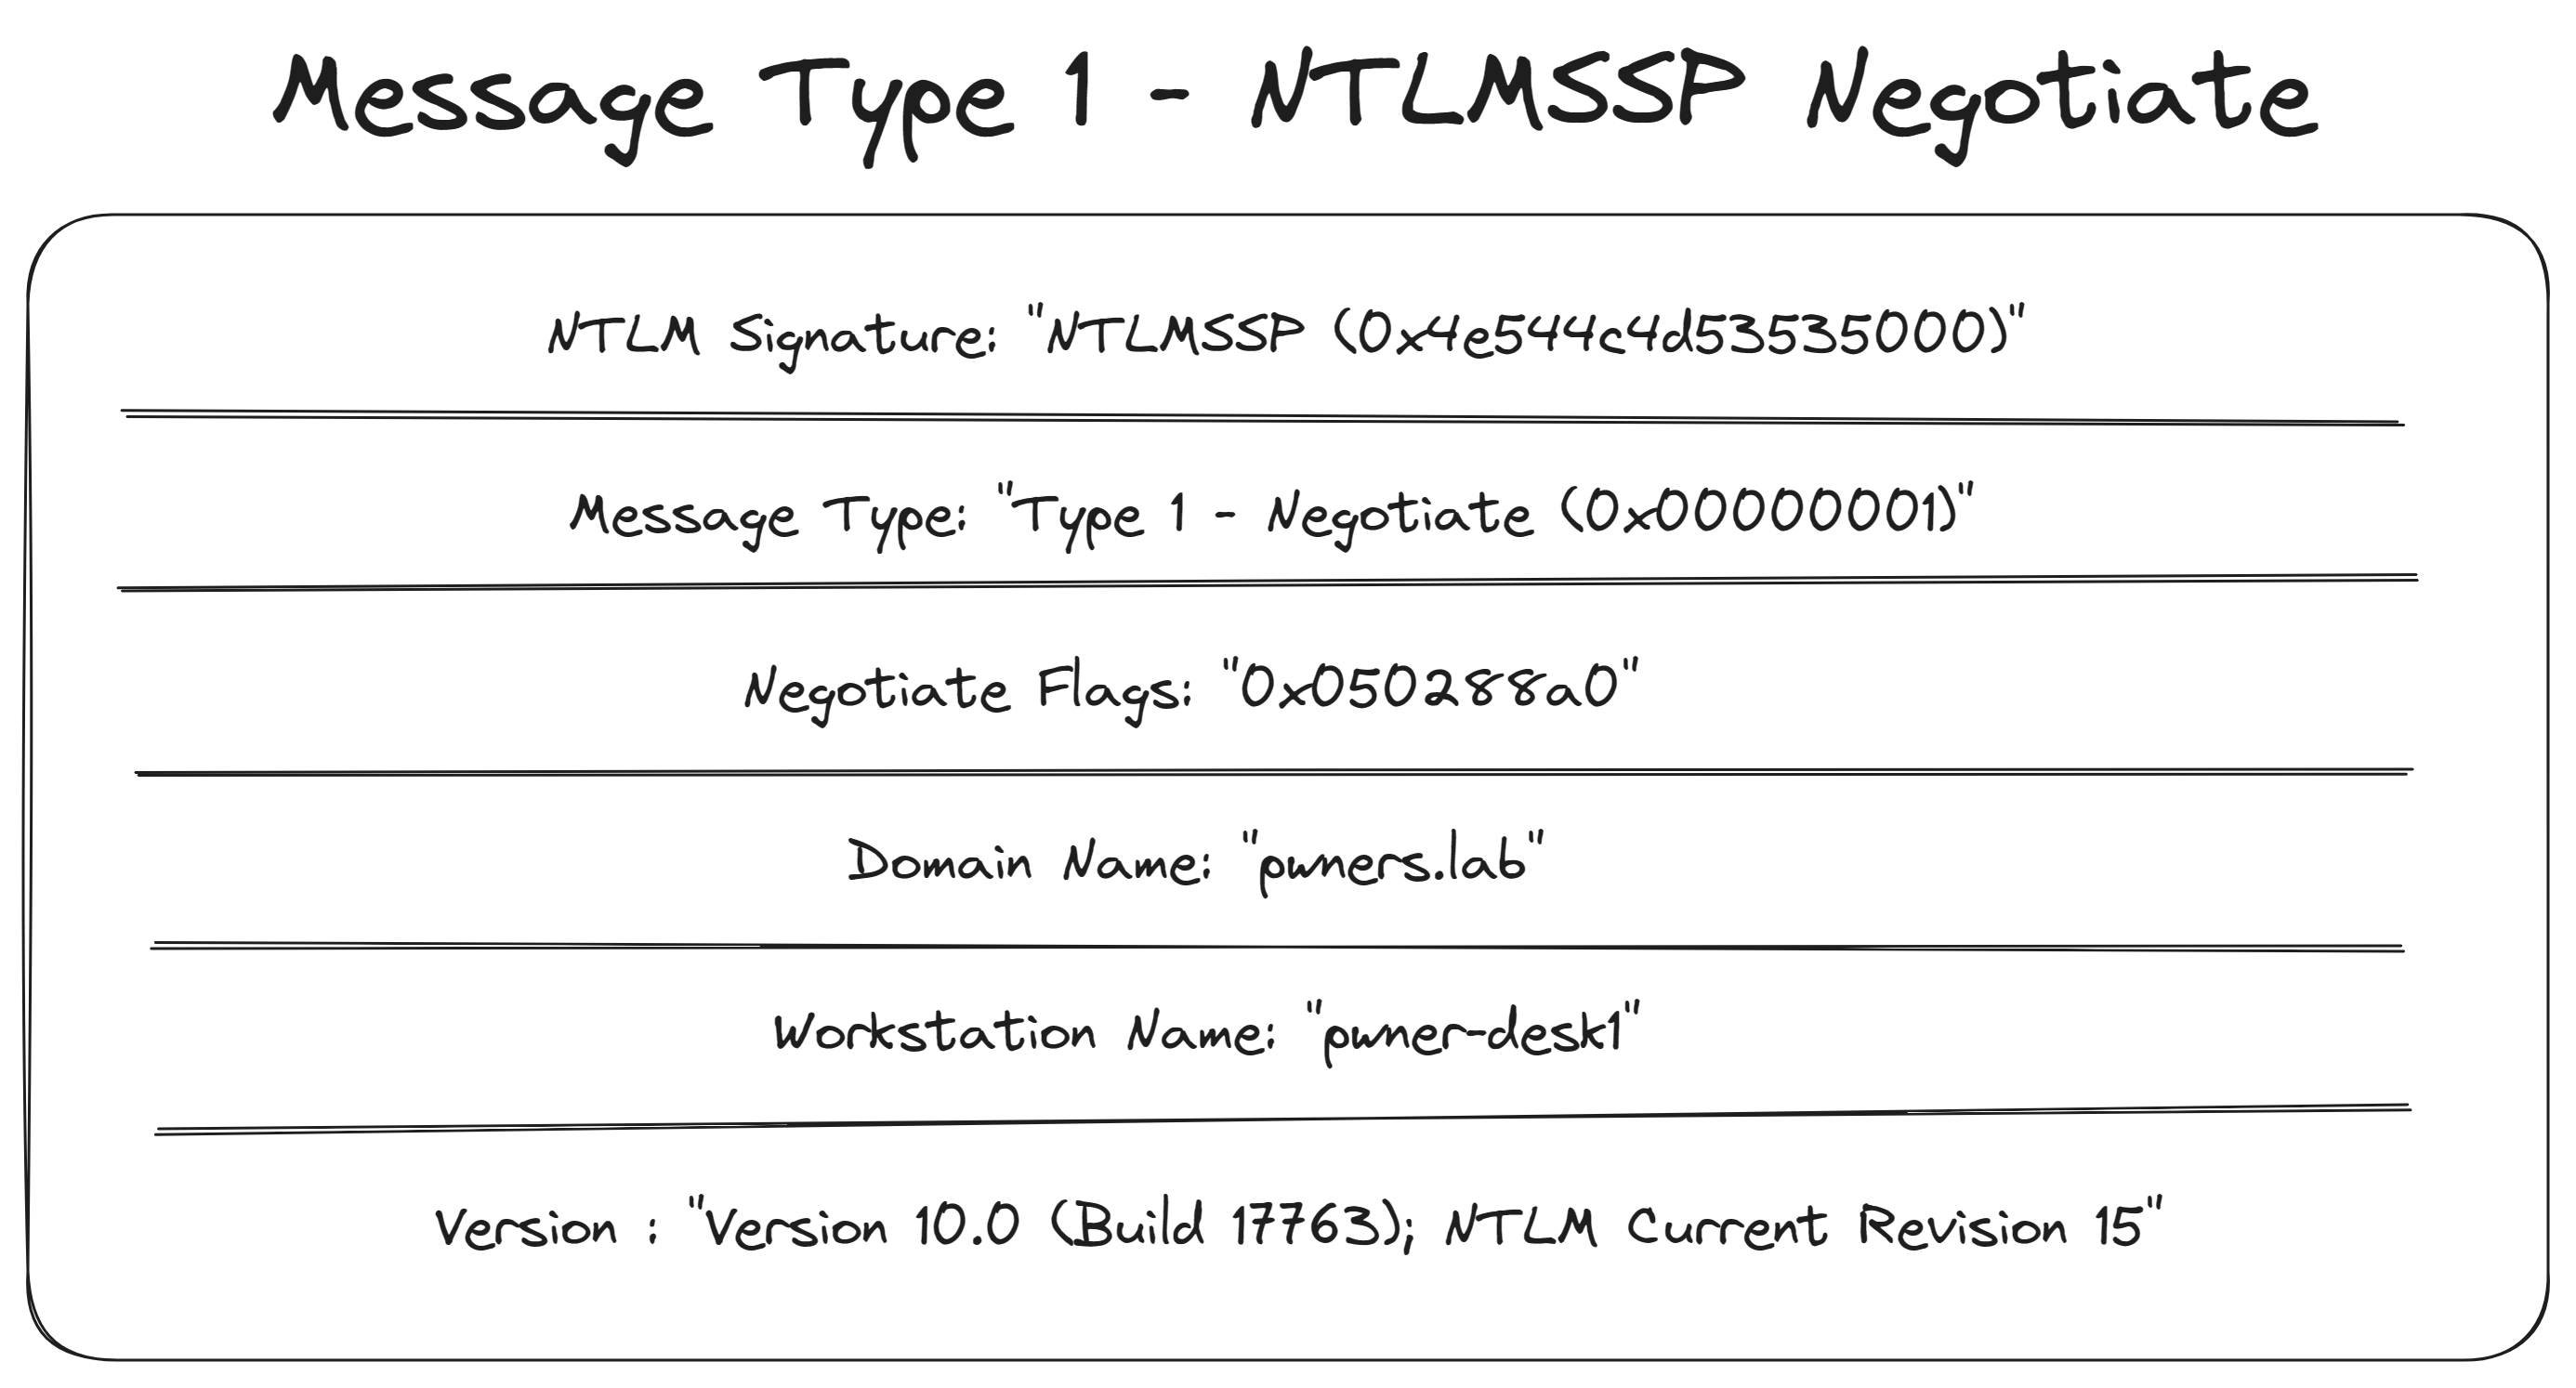 Message Type 1 - NTLMSSP Negotiate
NTLM Signature: "NTLMSSP (0x4e544c4d53535000)"
Message Type: "Type 1 - Negotiate (0x00000001)"
Negotiate Flags: "0x050288a0"
Domain Name: "pwners.lab"
Workstation Name: "pwner-desk1"
Version : "Version 10.0 (Build 17763); NTLM Current Revision 15"